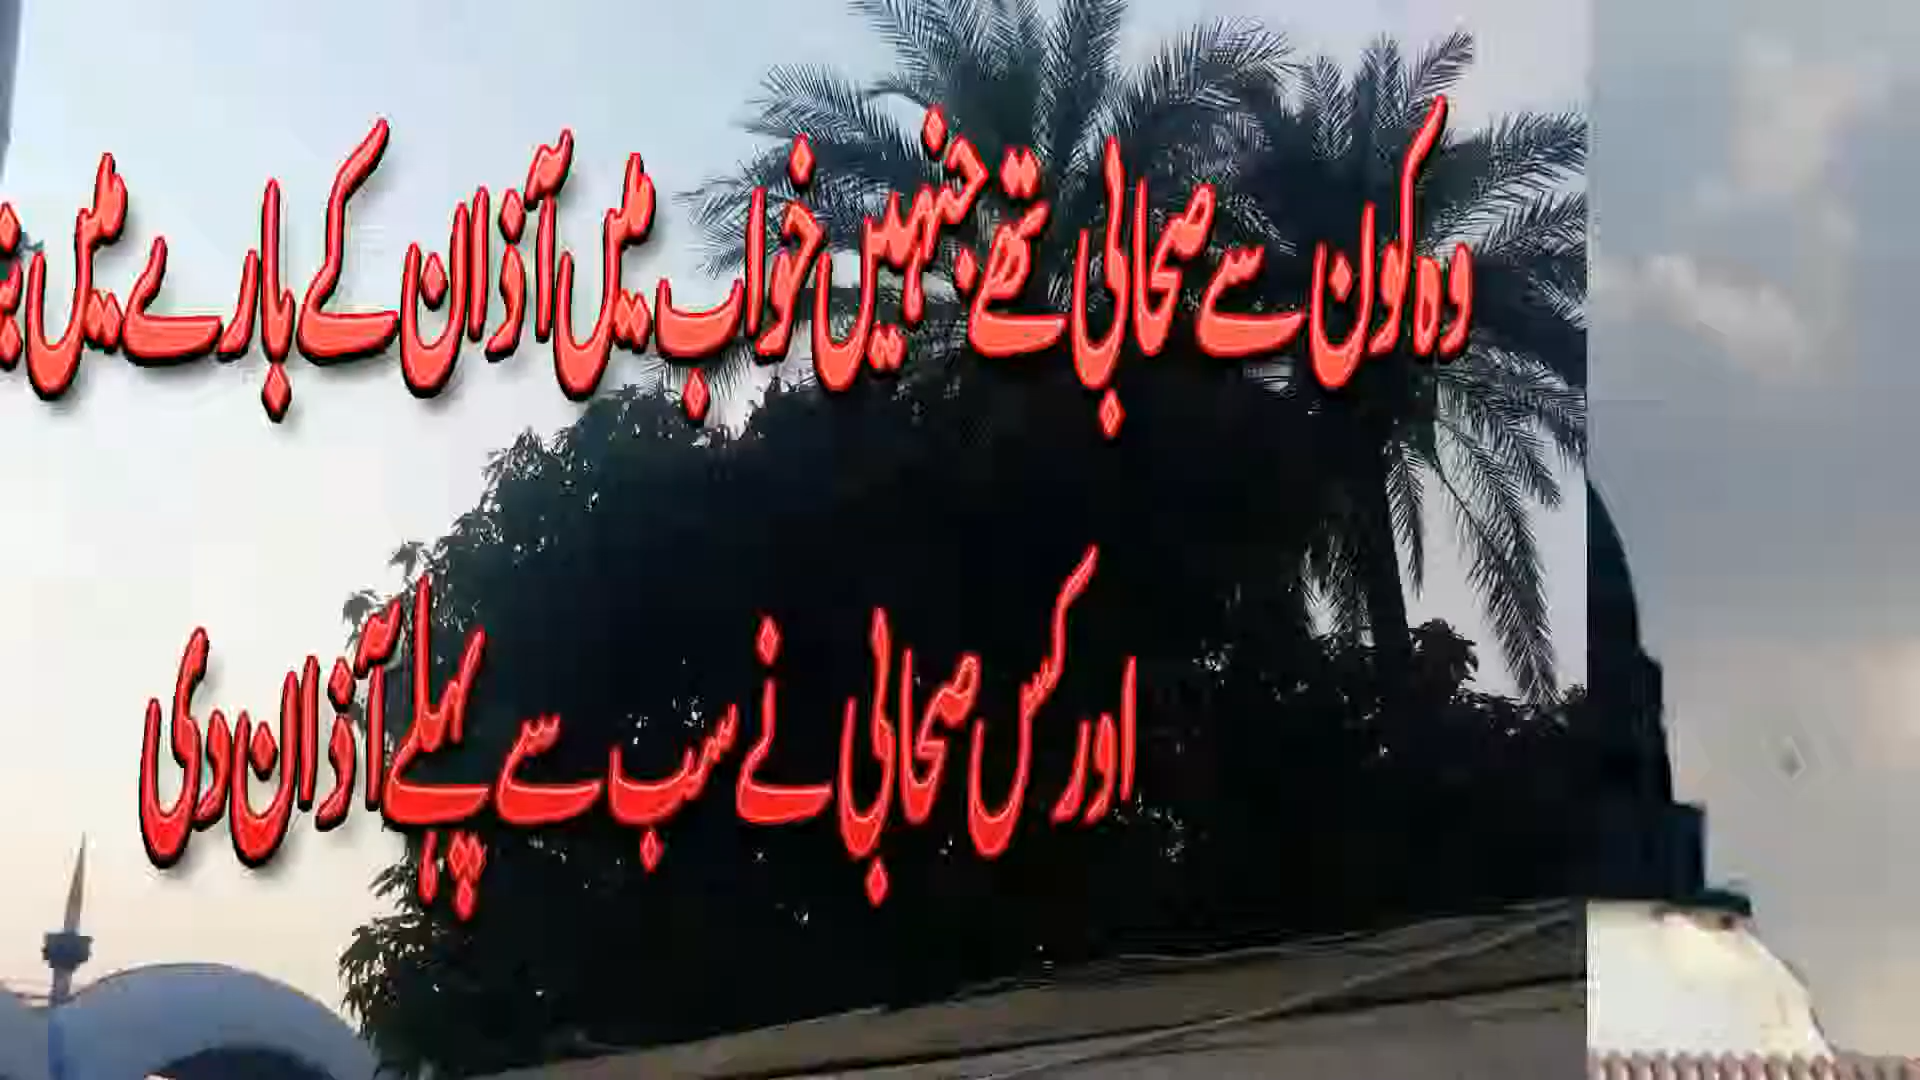 وہ کون سے صحابی تھے جنہیں خواب میں آذان کے بارے میں
اور کس صحابی نے سب سے پہلے آذان دی